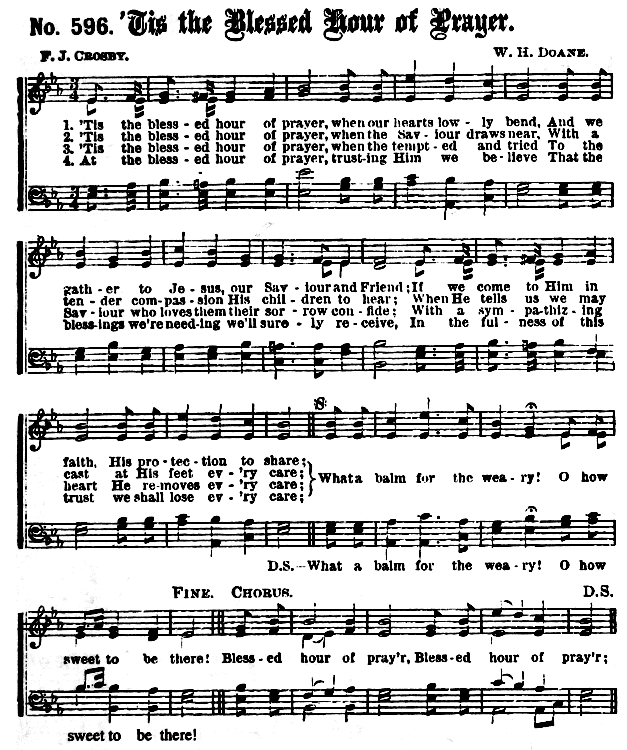 No. 596. 'Tis the Blessed Hour of Prayer.
F. J. CROSBY. W. H. DOANE.
1. 'Tis the bless - ed hour of prayer, when our hearts low - ly bend, And we
2. 'Tis the bless - ed hour of prayer, when the Sav - iour draws near, With a
3. 'Tis the bless - ed hour of prayer, when the tempt - ed and tried To the
4. At the bless - ed hour of prayer, trust-ing Him we be - lieve That the
gath - er to Je - sus, our Sav - iour and Friend; If we come to Him in
ten - der com - pas - sion His chil - dren to hear; When He tells us we may
Sav - iour who loves them their sor - row con - fide; With a sym - pa-thiz - ing
bless-ings we're need-ing we'll sure - ly re - ceive, In the ful - ness of this
faith, His pro - tec - tion to share;
cast at His feet ev - 'ry care;
heart He re-moves ev - 'ry care;
trust we shall lose ev - 'ry care;
What a balm for the wea - ry! O how
D.S.—What a balm for the wea - ry! O how
FINE. CHORUS. D.S.
sweet to be there! Bless - ed hour of pray'r, Bless - ed hour of pray'r;
sweet to be there!